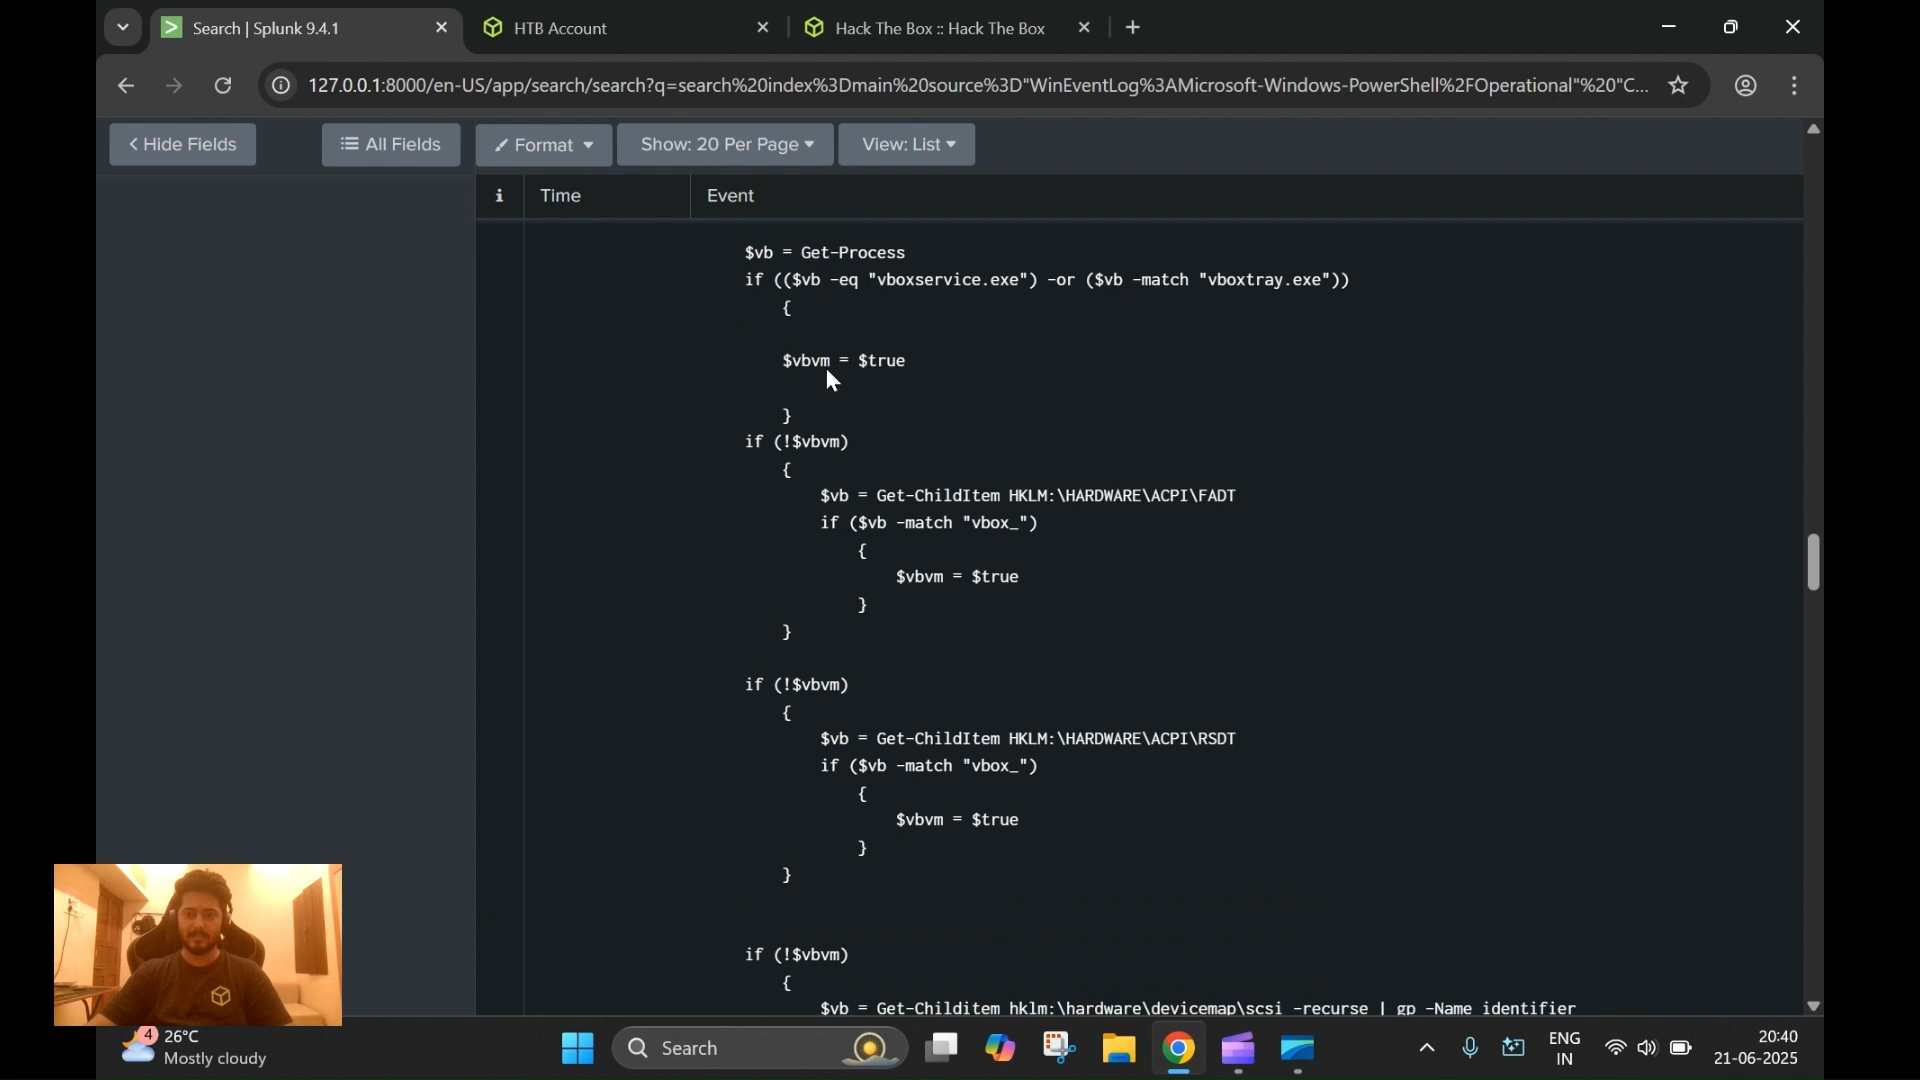 Search | Splunk 9.4.1
HTB Account
Hack The Box :: Hack The Box
127.0.0.1:8000/en-US/app/search/search?q=search%20index%3Dmain%20source%3D"WinEventLog%3AMicrosoft-Windows-PowerShell%2FOperational"%20"C...
< Hide Fields
All Fields
Format
Show: 20 Per Page
View: List
i
Time
Event
$vb = Get-Process
if (($vb -eq "vboxservice.exe") -or ($vb -match "vboxtray.exe"))
{
$vbvm = $true
}
if (!$vbvm)
{
$vb = Get-ChildItem HKLM:\HARDWARE\ACPI\FADT
if ($vb -match "vbox_")
{
$vbvm = $true
}
}
if (!$vbvm)
{
$vb = Get-ChildItem HKLM:\HARDWARE\ACPI\RSDT
if ($vb -match "vbox_")
{
$vbvm = $true
}
}
if (!$vbvm)
{
$vb = Get-Childitem hklm:\hardware\devicemap\scsi -recurse | gp -Name identifier
4
26°C
Mostly cloudy
Search
ENG
IN
20:40
21-06-2025